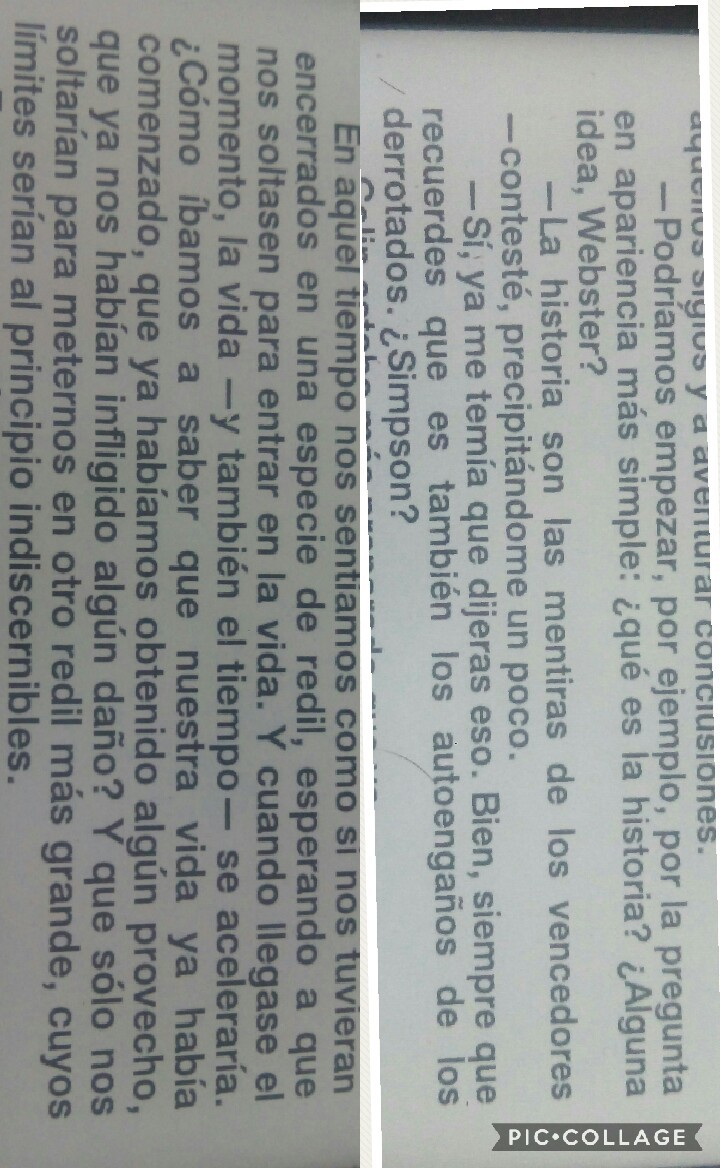 En aquel tiempo nos sentíamos como si nos tuvieran
encerrados en una especie de redil, esperando a que
nos soltasen para entrar en la vida. Y cuando llegase el
momento, la vida —y también el tiempo— se aceleraría.
¿Cómo íbamos a saber que nuestra vida ya había
comenzado, que ya habíamos obtenido algún provecho,
que ya nos habían infligido algún daño? Y que sólo nos
soltarían para meternos en otro redil más grande, cuyos
límites serían al principio indiscernibles.
aquellos siglos y a aventurar conclusiones.
—Podríamos empezar, por ejemplo, por la pregunta
en apariencia más simple: ¿qué es la historia? ¿Alguna
idea, Webster?
—La historia son las mentiras de los vencedores
—contesté, precipitándome un poco.
—Sí, ya me temía que dijeras eso. Bien, siempre que
recuerdes que es también los autoengaños de los
derrotados. ¿Simpson?
PIC•COLLAGE